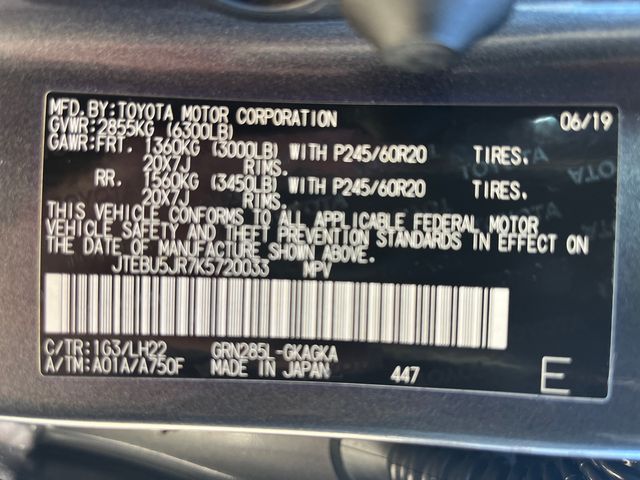 MFD.BY:TOYOTA MOTOR CORPORATION 06/19
GVWR:2855KG (6300LB)
GAWR:FRT. 1360KG (3000LB) WITH P245/60R20 TIRES.
20X7J RIMS.
RR. 1560KG (3450LB) WITH P245/60R20 TIRES.
20X7J RIMS.
THIS VEHICLE CONFORMS TO ALL APPLICABLE FEDERAL MOTOR
VEHICLE SAFETY AND THEFT PREVENTION STANDARDS IN EFFECT ON
THE DATE OF MANUFACTURE SHOWN ABOVE.
JTEBU5JR7K5720033 MPV
C/TR:1G3/LH22 GRN285L-GKAGKA
A/TM:A01A/A750F MADE IN JAPAN 447 E